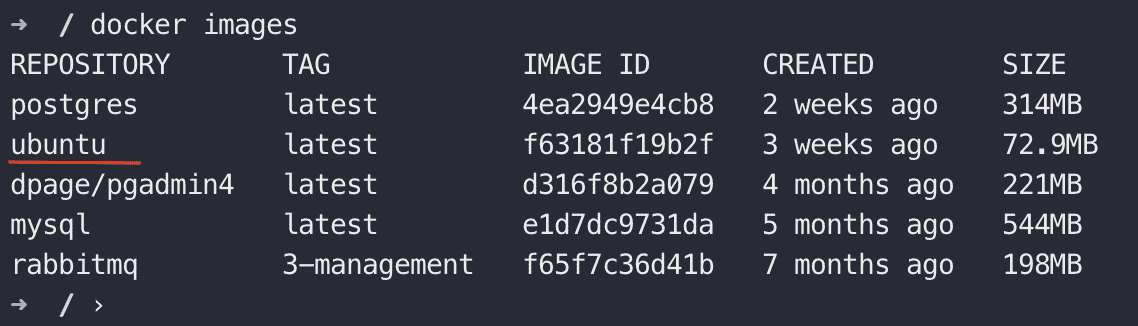 ➜  / docker images
REPOSITORY       TAG            IMAGE ID       CREATED        SIZE
postgres         latest         4ea2949e4cb8   2 weeks ago    314MB
ubuntu           latest         f63181f19b2f   3 weeks ago    72.9MB
dpage/pgadmin4   latest         d316f8b2a079   4 months ago   221MB
mysql            latest         e1d7dc9731da   5 months ago   544MB
rabbitmq         3-management   f65f7c36d41b   7 months ago   198MB
➜  / ›